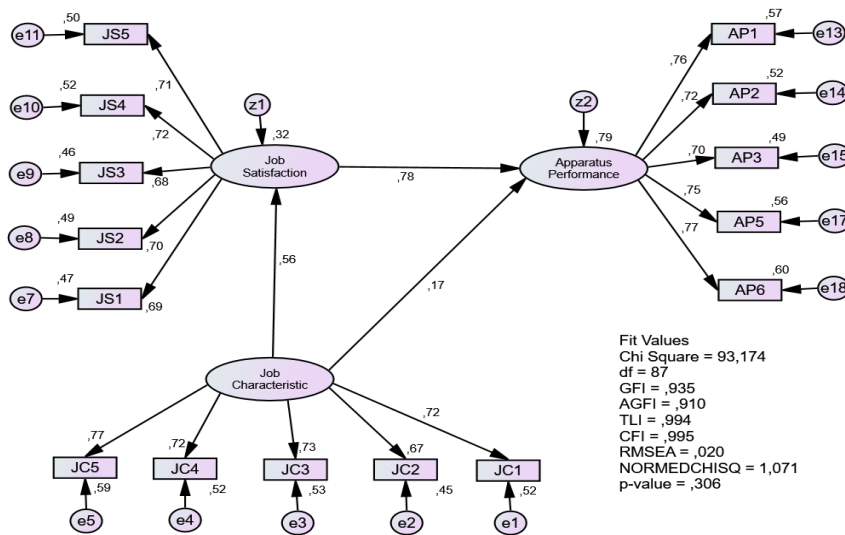 ,50
e11
JS5
,71
,52
e10
JS4
,72
,46
e9
JS3
,68
,49
e8
JS2
,70
,47
e7
JS1
,69
z1
,32
Job
Satisfaction
,78
z2
,79
Apparatus
Performance
,57
AP1
e13
,76
,52
AP2
e14
,72
,49
AP3
e15
,70
,56
AP5
e17
,75
,60
AP6
e18
,77
,56
,17
Job
Characteristic
,77
JC5
,59
e5
,72
JC4
,52
e4
,73
JC3
,53
e3
,67
JC2
,45
e2
,72
JC1
,52
e1
Fit Values
Chi Square = 93,174
df = 87
GFI = ,935
AGFI = ,910
TLI = ,994
CFI = ,995
RMSEA = ,020
NORMEDCHISQ = 1,071
p-value = ,306